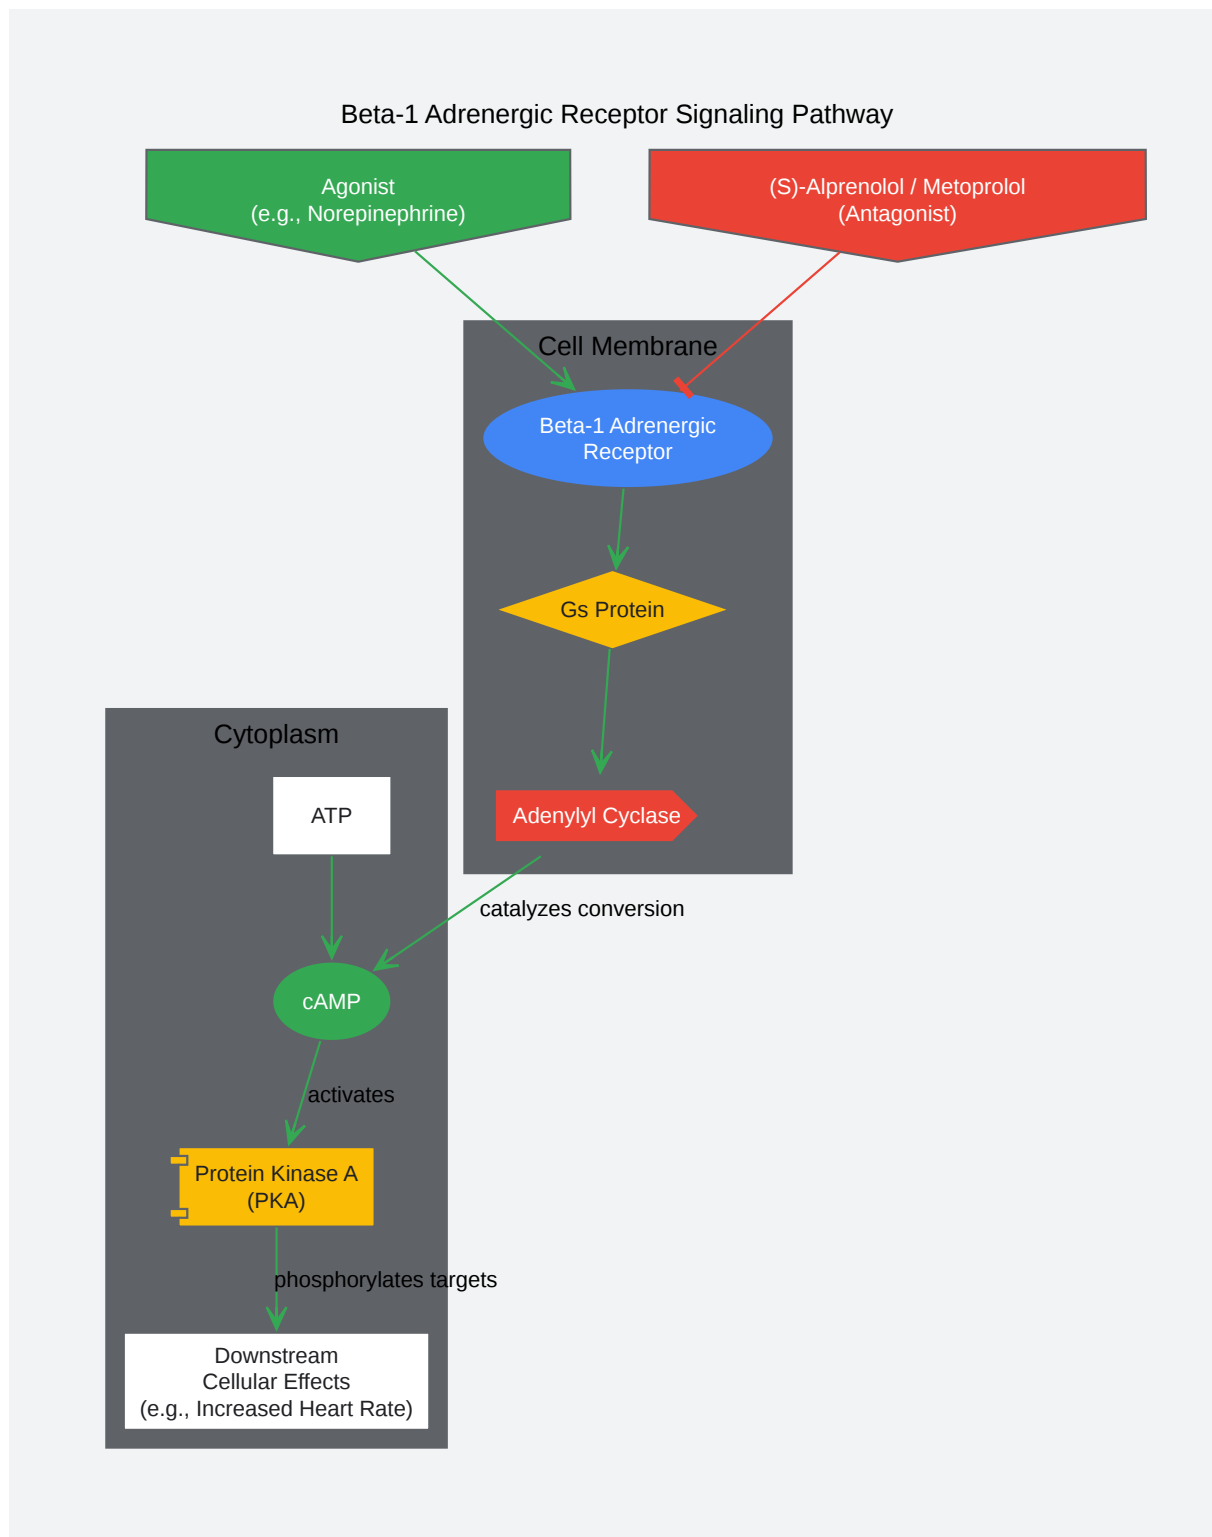 Beta-1 Adrenergic Receptor Signaling Pathway
Agonist
(e.g., Norepinephrine)
(S)-Alprenolol / Metoprolol
(Antagonist)
Cell Membrane
Beta-1 Adrenergic
Receptor
Gs Protein
Cytoplasm
ATP
Adenylyl Cyclase
catalyzes conversion
cAMP
activates
Protein Kinase A
(PKA)
phosphorylates targets
Downstream
Cellular Effects
(e.g., Increased Heart Rate)